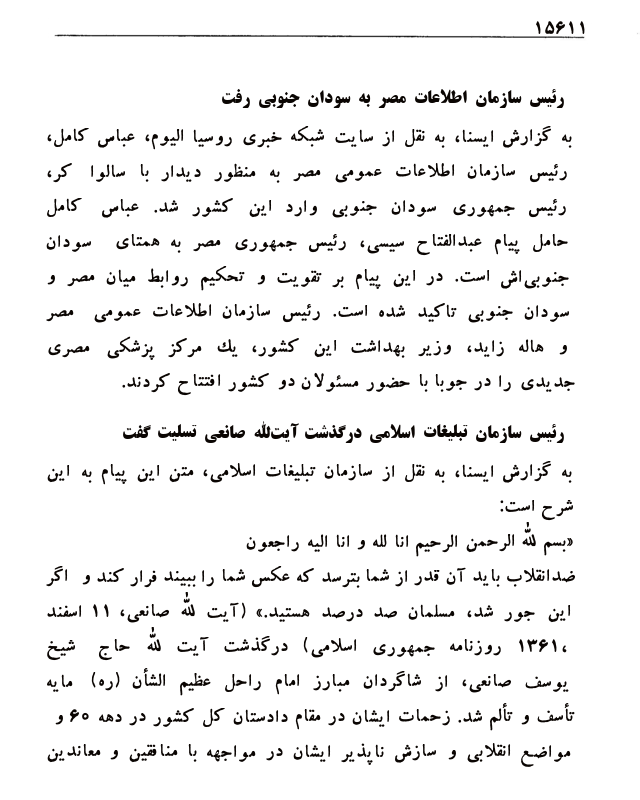 ۱۵۶۱۱
رئیس سازمان اطلاعات مصر به سودان جنوبی رفت
به گزارش ایسنا، به نقل از سایت شبکه خبری روسیا الیوم، عباس کامل،
رئیس سازمان اطلاعات عمومی مصر به منظور دیدار با سالوا کر،
رئیس جمهوری سودان جنوبی وارد این کشور شد. عباس کامل
حامل پیام عبدالفتاح سیسی، رئیس جمهوری مصر به همتای سودان
جنوبی‌اش است. در این پیام بر تقویت و تحکیم روابط میان مصر و
سودان جنوبی تاکید شده است. رئیس سازمان اطلاعات عمومی مصر
و هاله زاید، وزیر بهداشت این کشور، یك مرکز پزشکی مصری
جدیدی را در جوبا با حضور مسئولان دو کشور افتتاح کردند.
رئیس سازمان تبلیغات اسلامی درگذشت آیت‌الله صانعی تسلیت گفت
به گزارش ایسنا، به نقل از سازمان تبلیغات اسلامی، متن این پیام به این
شرح است:
«بسم الله الرحمن الرحیم انا لله و انا الیه راجعون
ضدانقلاب باید آن قدر از شما بترسد که عکس شما را ببیند فرار کند و اگر
این جور شد، مسلمان صد درصد هستید.» (آیت الله صانعی، ۱۱ اسفند
۱۳۶۱، روزنامه جمهوری اسلامی) درگذشت آیت الله حاج شیخ
یوسف صانعی، از شاگردان مبارز امام راحل عظیم الشأن (ره) مایه
تأسف و تألم شد. زحمات ایشان در مقام دادستان کل کشور در دهه ۶۰ و
مواضع انقلابی و سازش ناپذیر ایشان در مواجهه با منافقین و معاندین